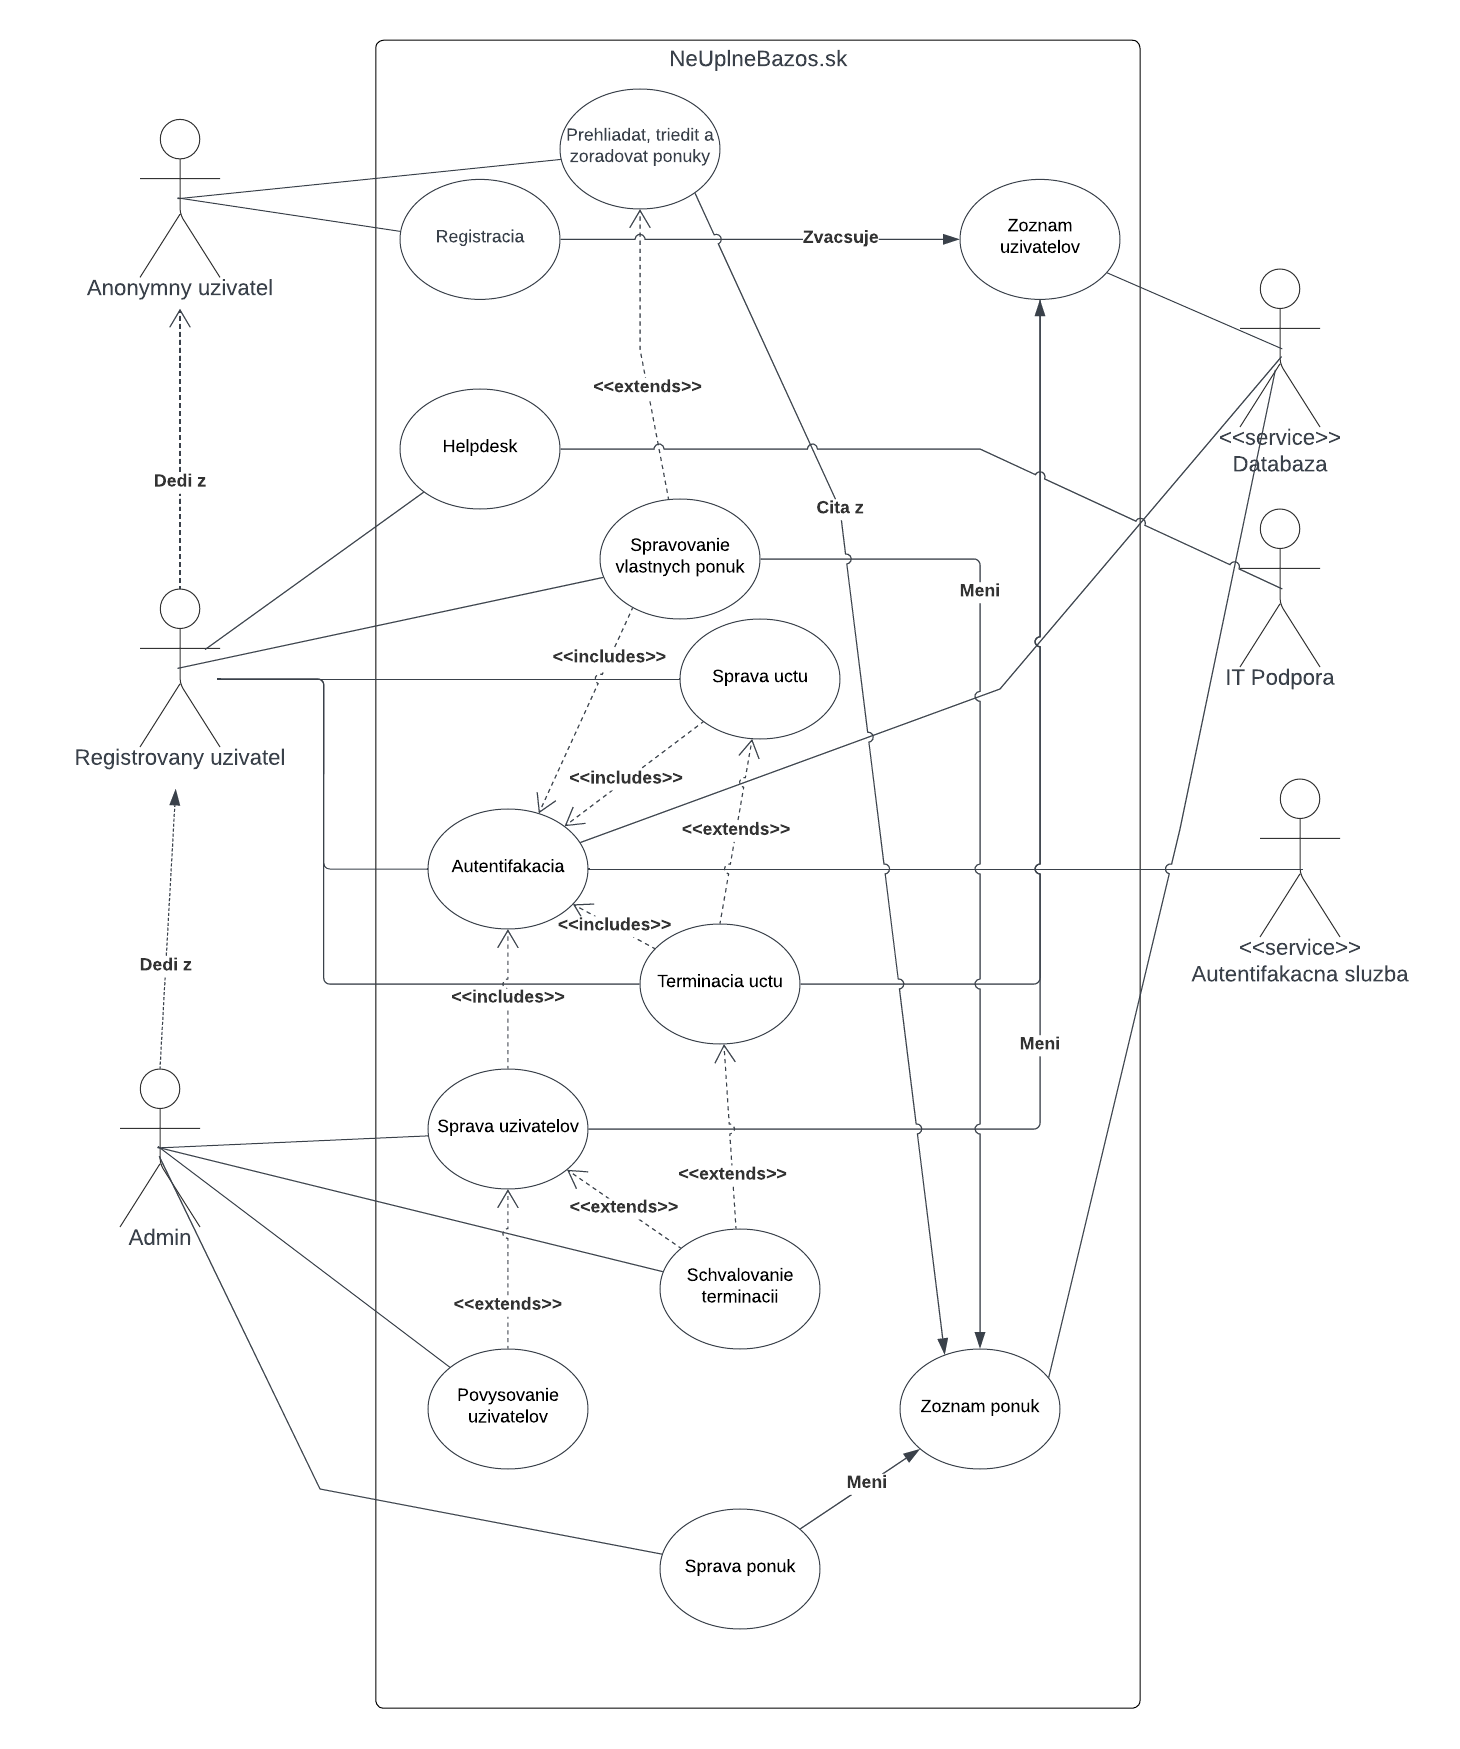 NeUplneBazos.sk
Prehliadat, triedit a
zoradovat ponuky
Registracia
Zvacsuje
Zoznam
uzivatelov
Anonymny uzivatel
<<extends>>
Helpdesk
<<service>>
Databaza
Dedi z
Cita z
Spravovanie
vlastnych ponuk
Meni
<<includes>>
Sprava uctu
IT Podpora
Registrovany uzivatel
<<includes>>
<<extends>>
Autentifakacia
<<includes>>
<<service>>
Autentifakacna sluzba
Dedi z
Terminacia uctu
<<includes>>
Meni
Sprava uzivatelov
<<extends>>
<<extends>>
Admin
Schvalovanie
terminacii
<<extends>>
Povysovanie
uzivatelov
Zoznam ponuk
Meni
Sprava ponuk